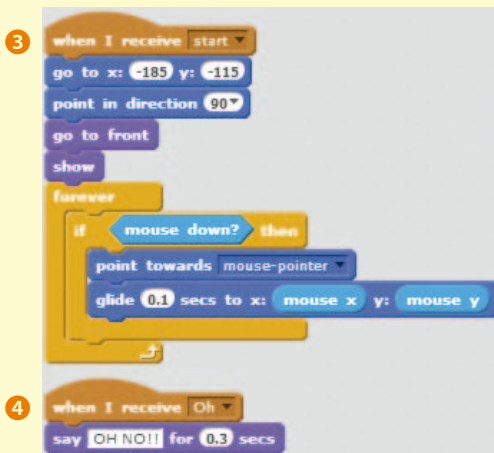 3
when I receive start
go to x: -185 y: -115
point in direction 90
go to front
show
forever
if mouse down? then
point towards mouse-pointer
glide 0.1 secs to x: mouse x y: mouse y
4
when I receive Oh
say OH NO!! for 0.3 secs